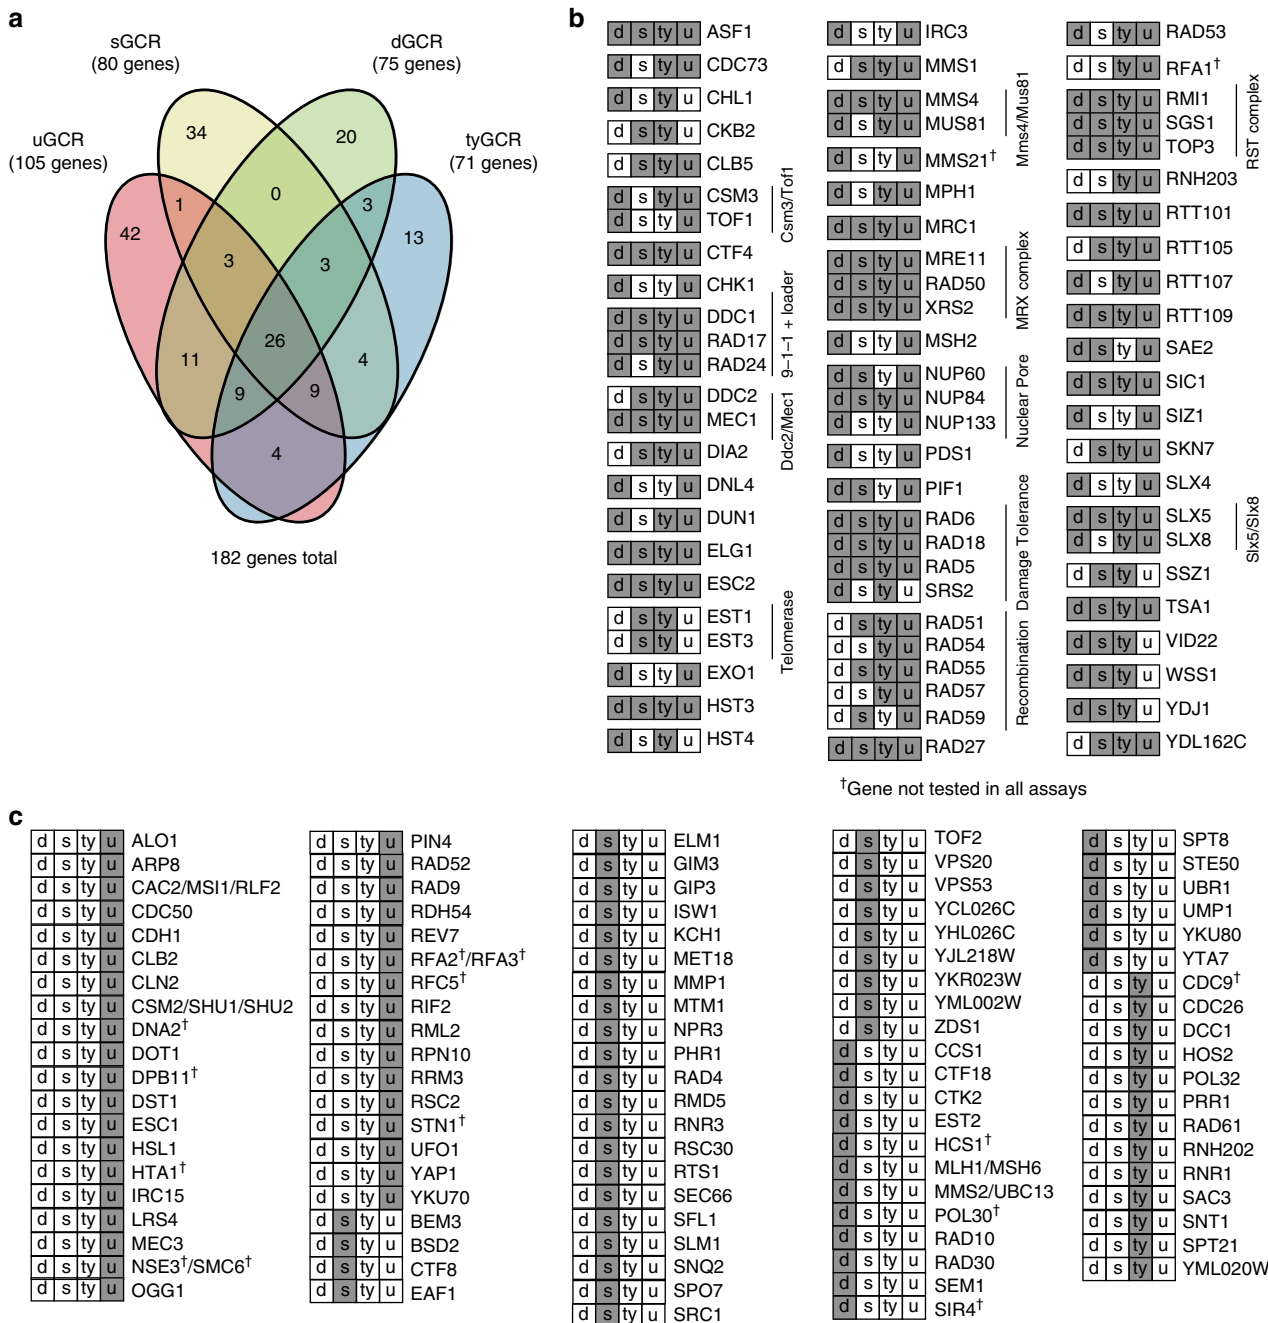 a
sGCR
(80 genes)
dGCR
(75 genes)
uGCR
(105 genes)
tyGCR
(71 genes)
34
20
0
1
3
42
13
3
3
26
11
4
9
9
4
182 genes total
b
d s ty u ASF1
d s ty u CDC73
d s ty u CHL1
d s ty u CKB2
d s ty u CLB5
d s ty u CSM3
d s ty u TOF1
Csm3/Tof1
d s ty u CTF4
d s ty u CHK1
d s ty u DDC1
d s ty u RAD17
d s ty u RAD24
9–1–1 + loader
d s ty u DDC2
d s ty u MEC1
Ddc2/Mec1
d s ty u DIA2
d s ty u DNL4
d s ty u DUN1
d s ty u ELG1
d s ty u ESC2
d s ty u EST1
d s ty u EST3
Telomerase
d s ty u EXO1
d s ty u HST3
d s ty u HST4
d s ty u IRC3
d s ty u MMS1
d s ty u MMS4
d s ty u MUS81
Mms4/Mus81
d s ty u MMS21†
d s ty u MPH1
d s ty u MRC1
d s ty u MRE11
d s ty u RAD50
d s ty u XRS2
MRX complex
d s ty u MSH2
d s ty u NUP60
d s ty u NUP84
d s ty u NUP133
Nuclear Pore
d s ty u PDS1
d s ty u PIF1
d s ty u RAD6
d s ty u RAD18
d s ty u RAD5
d s ty u SRS2
Damage Tolerance
d s ty u RAD51
d s ty u RAD54
d s ty u RAD55
d s ty u RAD57
d s ty u RAD59
Recombination
d s ty u RAD27
d s ty u RAD53
d s ty u RFA1†
d s ty u RMI1
d s ty u SGS1
d s ty u TOP3
RST complex
d s ty u RNH203
d s ty u RTT101
d s ty u RTT105
d s ty u RTT107
d s ty u RTT109
d s ty u SAE2
d s ty u SIC1
d s ty u SIZ1
d s ty u SKN7
d s ty u SLX4
d s ty u SLX5
d s ty u SLX8
Slx5/Slx8
d s ty u SSZ1
d s ty u TSA1
d s ty u VID22
d s ty u WSS1
d s ty u YDJ1
d s ty u YDL162C
†Gene not tested in all assays
c
d s ty u ALO1
d s ty u ARP8
d s ty u CAC2/MSI1/RLF2
d s ty u CDC50
d s ty u CDH1
d s ty u CLB2
d s ty u CLN2
d s ty u CSM2/SHU1/SHU2
d s ty u DNA2†
d s ty u DOT1
d s ty u DPB11†
d s ty u DST1
d s ty u ESC1
d s ty u HSL1
d s ty u HTA1†
d s ty u IRC15
d s ty u LRS4
d s ty u MEC3
d s ty u NSE3†/SMC6†
d s ty u OGG1
d s ty u PIN4
d s ty u RAD52
d s ty u RAD9
d s ty u RDH54
d s ty u REV7
d s ty u RFA2†/RFA3†
d s ty u RFC5†
d s ty u RIF2
d s ty u RML2
d s ty u RPN10
d s ty u RRM3
d s ty u RSC2
d s ty u STN1†
d s ty u UFO1
d s ty u YAP1
d s ty u YKU70
d s ty u BEM3
d s ty u BSD2
d s ty u CTF8
d s ty u EAF1
d s ty u ELM1
d s ty u GIM3
d s ty u GIP3
d s ty u ISW1
d s ty u KCH1
d s ty u MET18
d s ty u MMP1
d s ty u MTM1
d s ty u NPR3
d s ty u PHR1
d s ty u RAD4
d s ty u RMD5
d s ty u RNR3
d s ty u RSC30
d s ty u RTS1
d s ty u SEC66
d s ty u SFL1
d s ty u SLM1
d s ty u SNQ2
d s ty u SPO7
d s ty u SRC1
d s ty u TOF2
d s ty u VPS20
d s ty u VPS53
d s ty u YCL026C
d s ty u YHL026C
d s ty u YJL218W
d s ty u YKR023W
d s ty u YML002W
d s ty u ZDS1
d s ty u CCS1
d s ty u CTF18
d s ty u CTK2
d s ty u EST2
d s ty u HCS1†
d s ty u MLH1/MSH6
d s ty u MMS2/UBC13
d s ty u POL30†
d s ty u RAD10
d s ty u RAD30
d s ty u SEM1
d s ty u SIR4†
d s ty u SPT8
d s ty u STE50
d s ty u UBR1
d s ty u UMP1
d s ty u YKU80
d s ty u YTA7
d s ty u CDC9†
d s ty u CDC26
d s ty u DCC1
d s ty u HOS2
d s ty u POL32
d s ty u PRR1
d s ty u RAD61
d s ty u RNH202
d s ty u RNR1
d s ty u SAC3
d s ty u SNT1
d s ty u SPT21
d s ty u YML020W